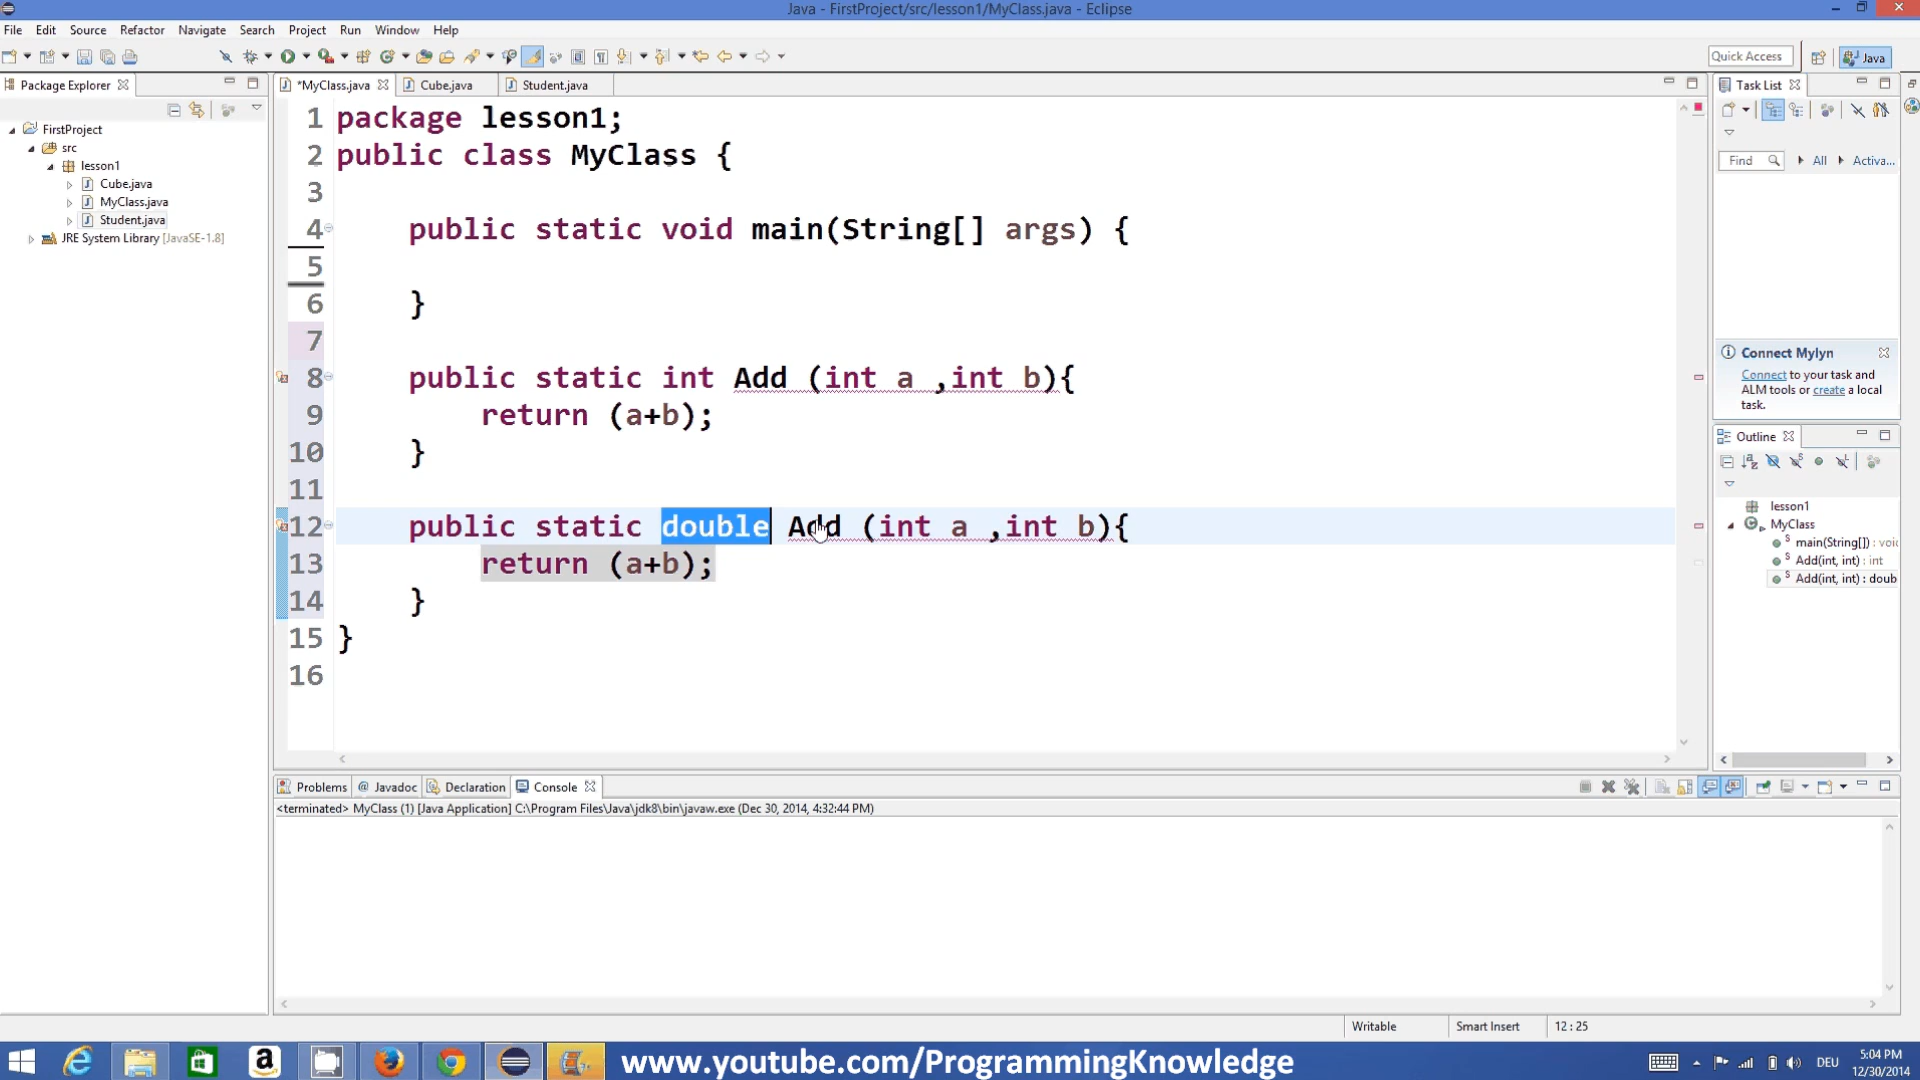 Java - FirstProject/src/lesson1/MyClass.java - Eclipse
File Edit Source Refactor Navigate Search Project Run Window Help
Quick Access
Java
Package Explorer
*MyClass.java
Cube.java
Student.java
Task List
FirstProject
src
lesson1
Cube.java
MyClass.java
Student.java
JRE System Library [JavaSE-1.8]
1 package lesson1;
2 public class MyClass {
3
4 public static void main(String[] args) {
5
6 }
7
8 public static int Add (int a ,int b){
9 return (a+b);
10 }
11
12 public static double Add (int a ,int b){
13 return (a+b);
14 }
15 }
16
Find
All
Activa...
Connect Mylyn
Connect to your task and
ALM tools or create a local
task.
Outline
lesson1
MyClass
main(String[]) : voi
Add(int, int) : int
Add(int, int) : doub
Problems
@ Javadoc
Declaration
Console
<terminated> MyClass (1) [Java Application] C:\Program Files\Java\jdk8\bin\javaw.exe (Dec 30, 2014, 4:32:44 PM)
Writable
Smart Insert
12 : 25
www.youtube.com/ProgrammingKnowledge
DEU
5:04 PM
12/30/2014